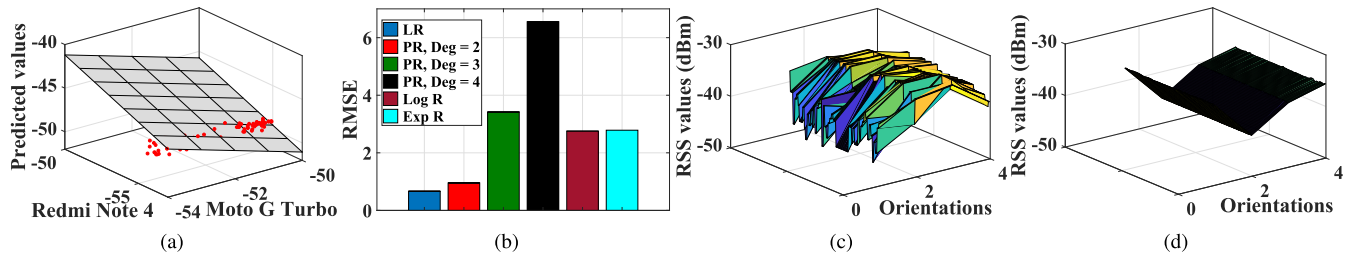 Predicted values
-40
-45
-50
-52
-50
-55
-54
-52
-50
Redmi Note 4
Moto G Turbo
(a)
RMSE
6
4
2
0
LR
PR, Deg = 2
PR, Deg = 3
PR, Deg = 4
Log R
Exp R
(b)
RSS values (dBm)
-30
-40
-50
0
2
4
Orientations
(c)
RSS values (dBm)
-30
-40
-50
0
2
4
Orientations
(d)